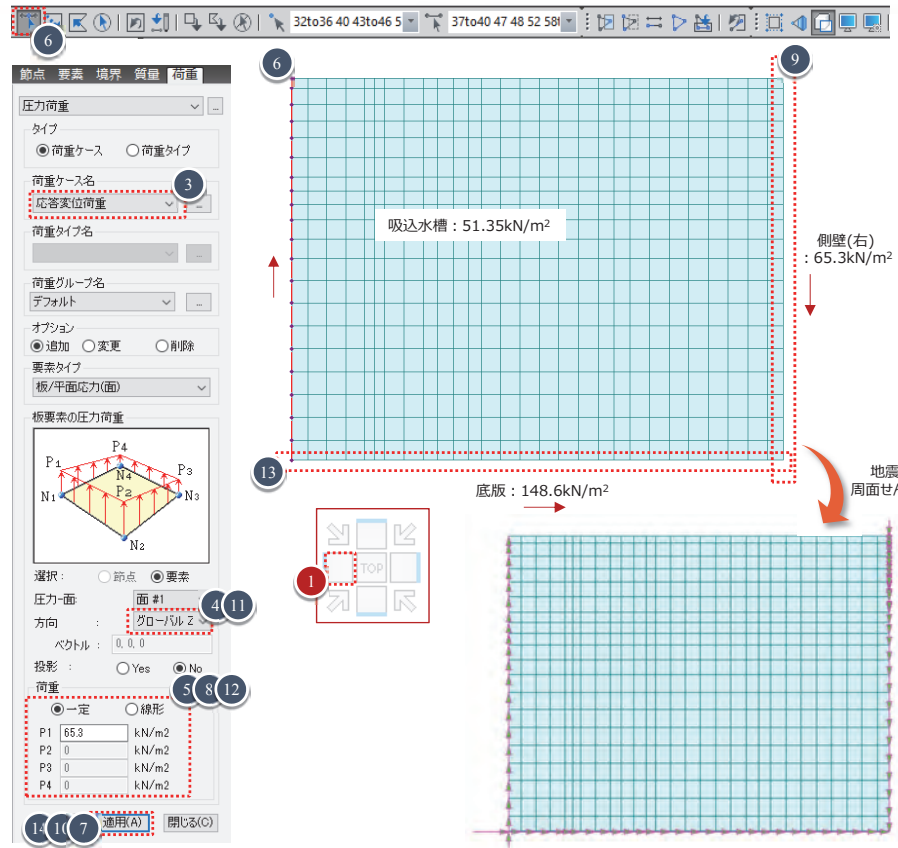 32to36 40 43to46 5
37to40 47 48 52 58t
6
節点 要素 境界 質量 荷重
圧力荷重
...
タイプ
荷重ケース 荷重タイプ
荷重ケース名
3
応答変位荷重
...
荷重タイプ名
...
荷重グループ名
デフォルト
...
オプション
追加 変更 削除
要素タイプ
板/平面応力(面)
板要素の圧力荷重
P1
P4
P3
P2
N1
N4
N3
N2
選択 : 節点 要素
圧力-面: 面 #1
4 11
方向 : グローバル Z
ベクトル : 0, 0, 0
投影 : Yes No
5 8 12
荷重
一定 線形
P1 65.3 kN/m2
P2 0 kN/m2
P3 0 kN/m2
P4 0 kN/m2
14 10 7
適用(A) 閉じる(C)
6
9
吸込水槽：51.35kN/m2
側壁(右)
：65.3kN/m2
13
底版：148.6kN/m2
地震
周面せん
1
TOP